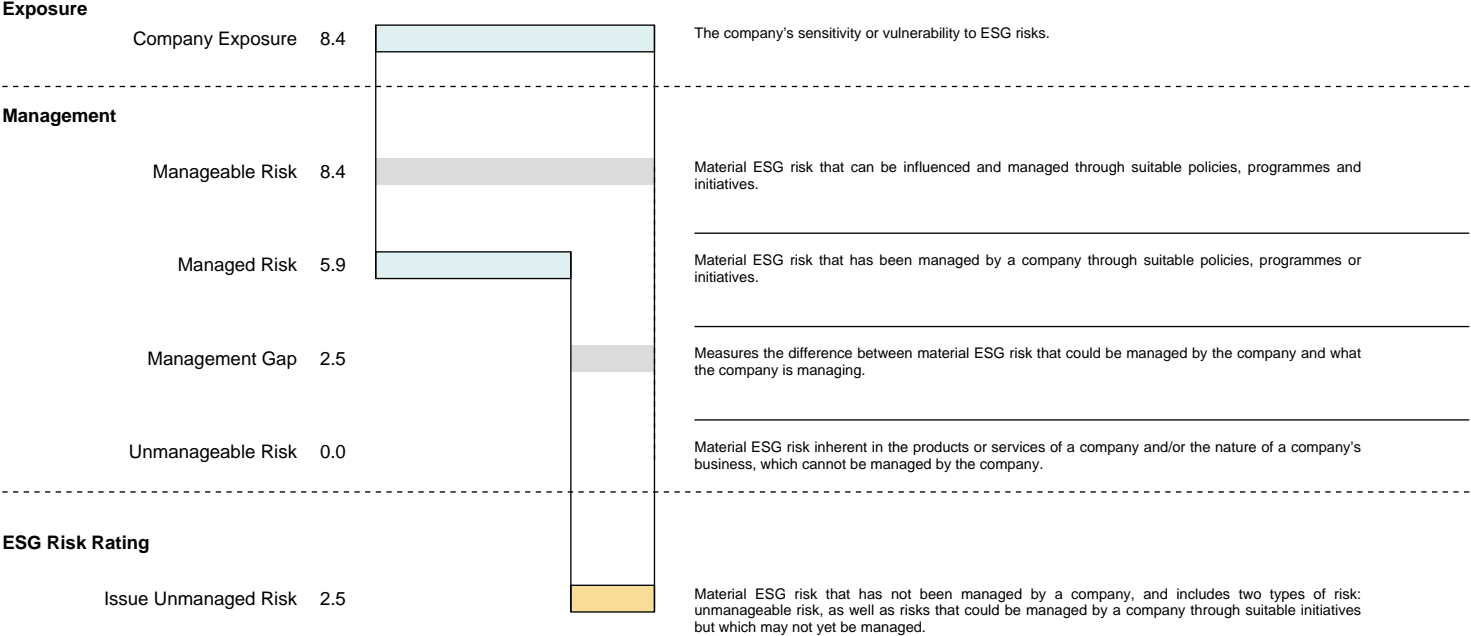 Exposure
Company Exposure 8.4
The company’s sensitivity or vulnerability to ESG risks.
Management
Manageable Risk 8.4
Material ESG risk that can be influenced and managed through suitable policies, programmes and
initiatives.
Managed Risk 5.9
Material ESG risk that has been managed by a company through suitable policies, programmes or
initiatives.
Management Gap 2.5
Measures the difference between material ESG risk that could be managed by the company and what
the company is managing.
Unmanageable Risk 0.0
Material ESG risk inherent in the products or services of a company and/or the nature of a company’s
business, which cannot be managed by the company.
ESG Risk Rating
Issue Unmanaged Risk 2.5
Material ESG risk that has not been managed by a company, and includes two types of risk:
unmanageable risk, as well as risks that could be managed by a company through suitable initiatives
but which may not yet be managed.